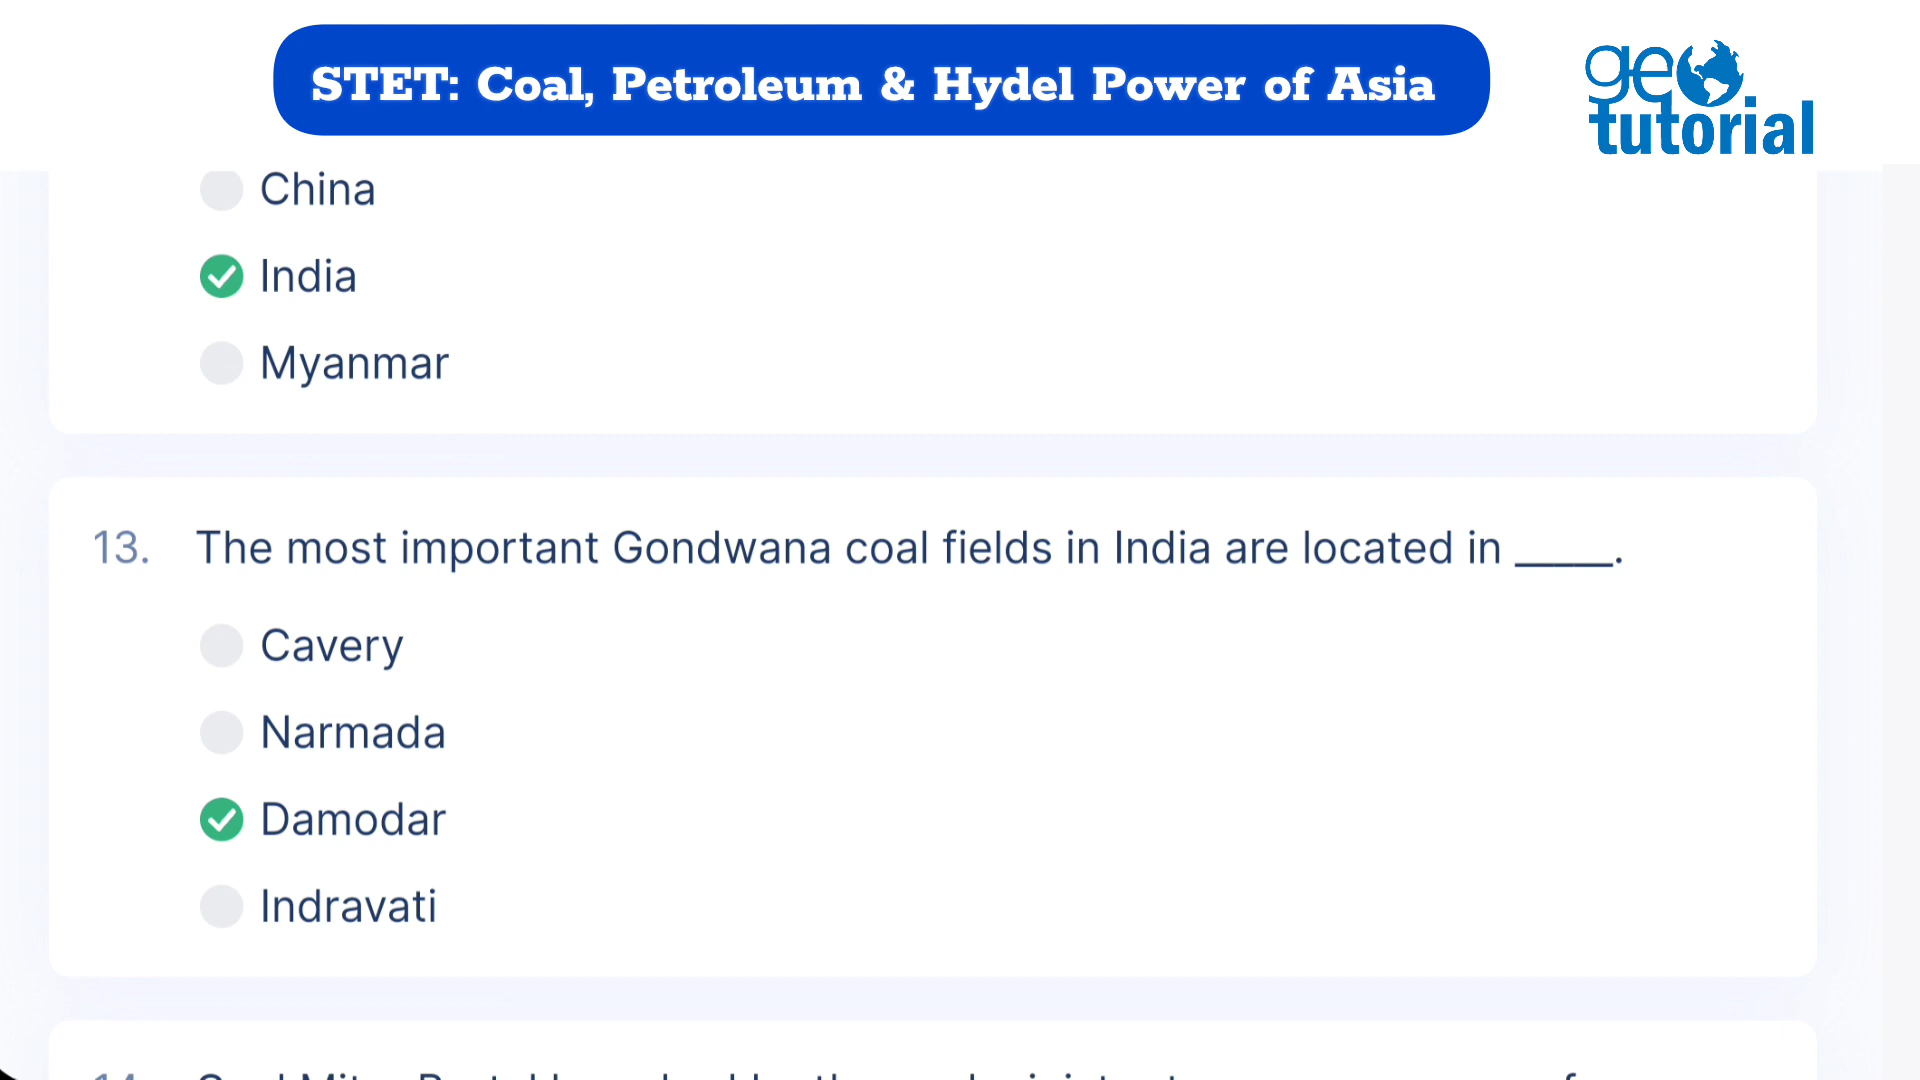 STET: Coal, Petroleum & Hydel Power of Asia
geo
tutorial
China
India
Myanmar
13. The most important Gondwana coal fields in India are located in _____.
Cavery
Narmada
Damodar
Indravati